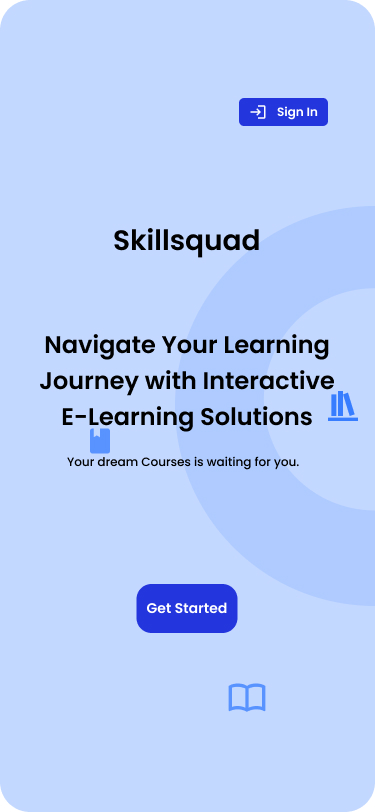 Sign In
Skillsquad
Navigate Your Learning
Journey with Interactive
E-Learning Solutions
Your dream Courses is waiting for you.
Get Started